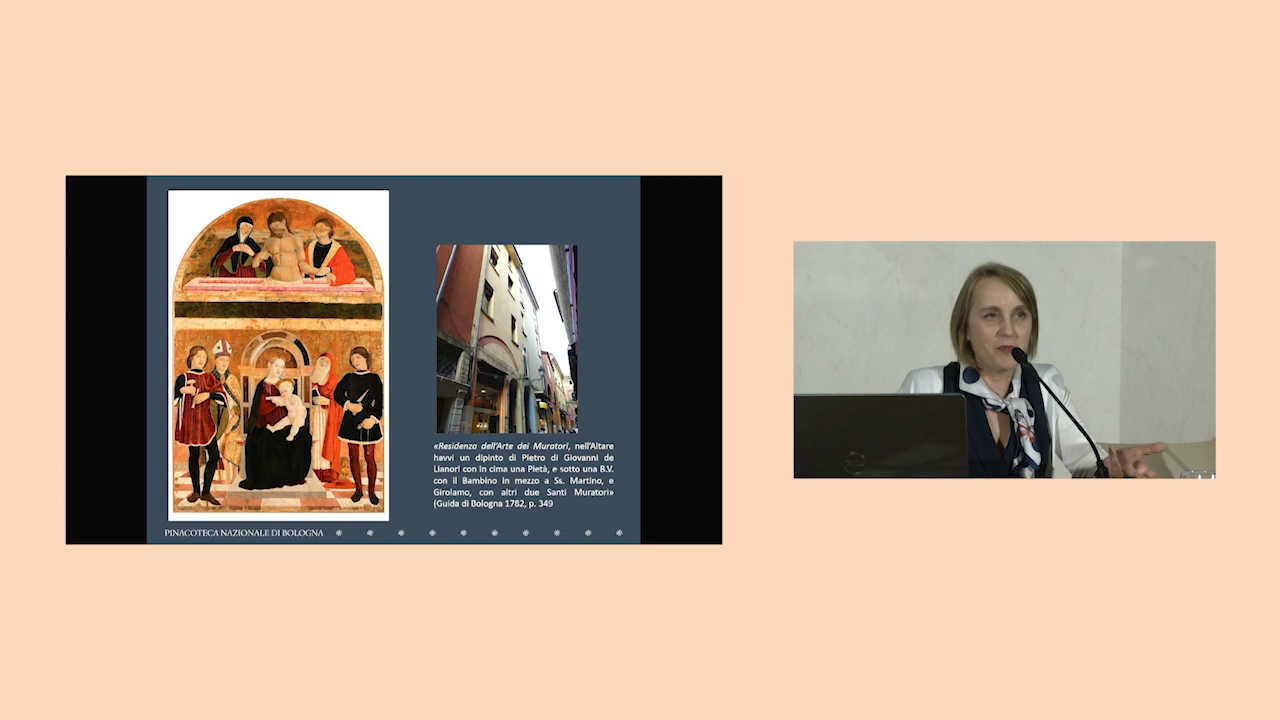 «Residenza dell'Arte dei Muratori, nell'Altare
havvi un dipinto di Pietro di Giovanni de
Lianori con in cima una Pietà, e sotto una B.V.
con il Bambino in mezzo a Ss. Martino, e
Girolamo, con altri due Santi Muratori»
(Guida di Bologna 1782, p. 349
PINACOTECA NAZIONALE DI BOLOGNA